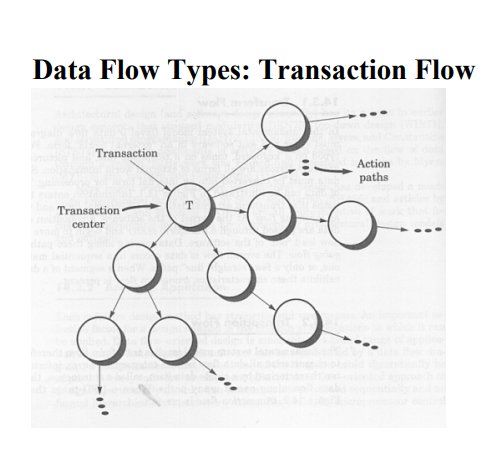 Data Flow Types: Transaction Flow
Transaction
Action
paths
Transaction
center
T